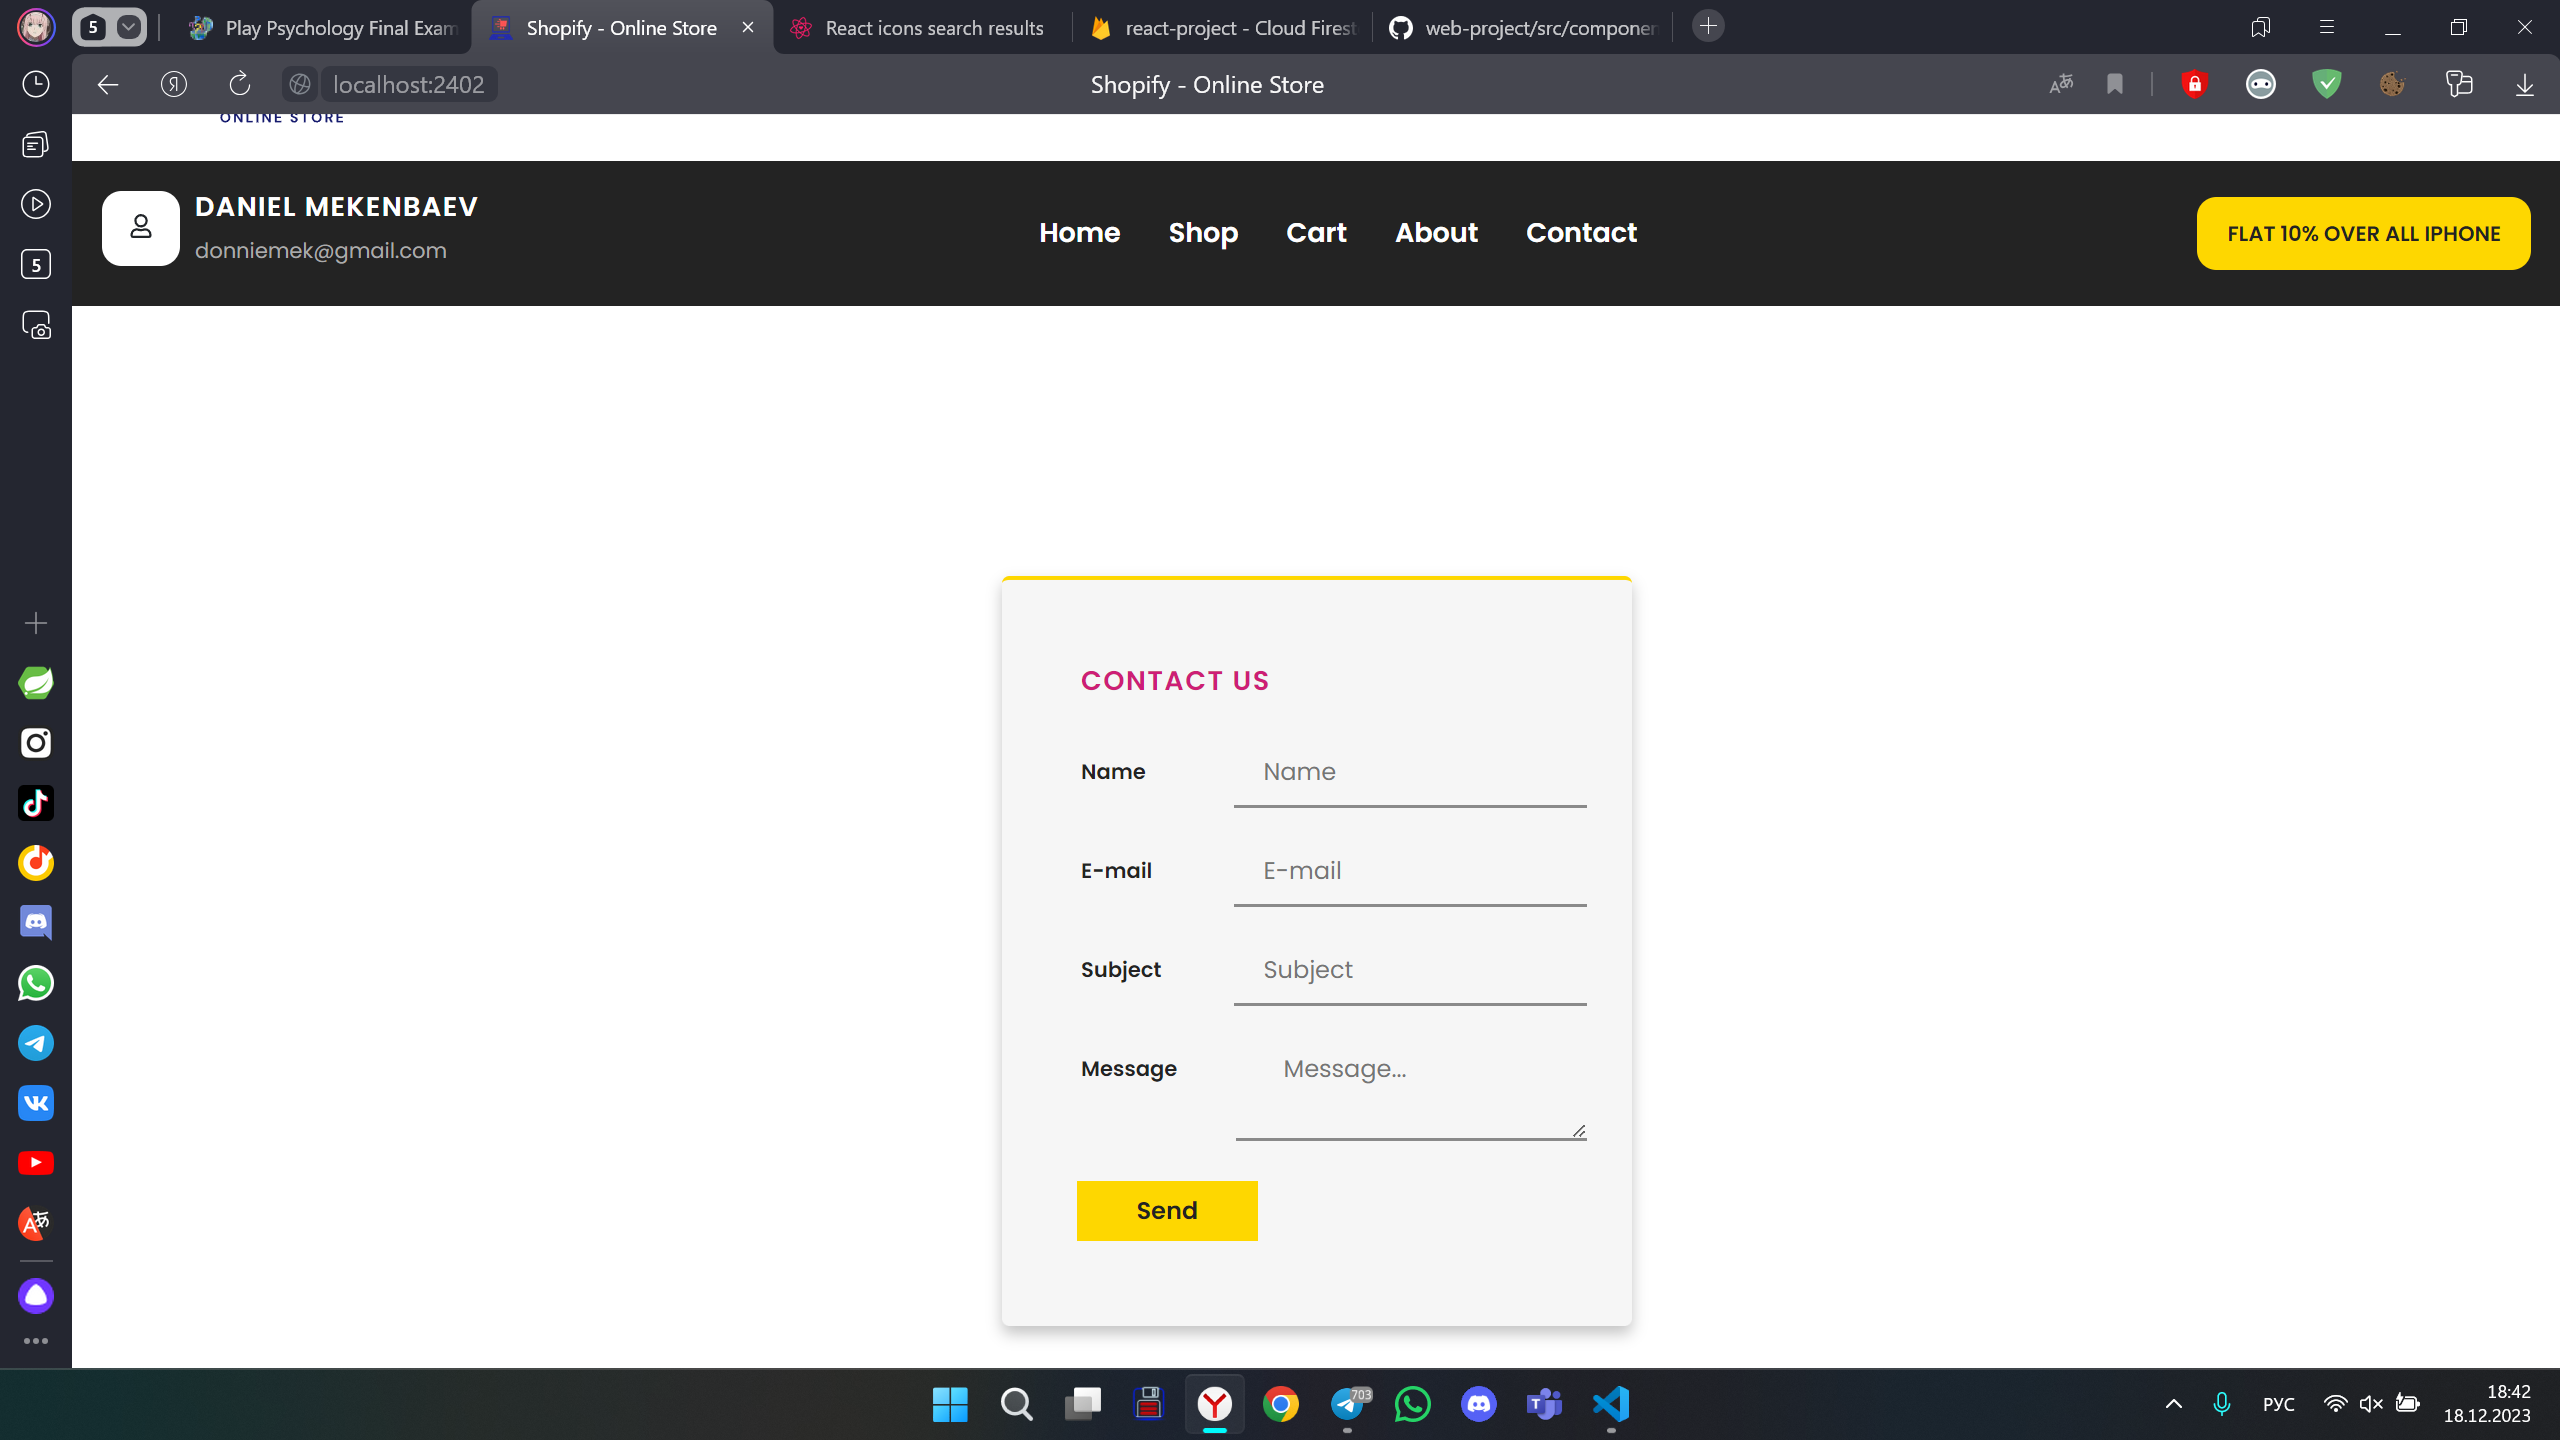 5
Play Psychology Final Exam
Shopify - Online Store
React icons search results
react-project - Cloud Firest
web-project/src/componen
Я
localhost:2402
Shopify - Online Store
ONLINE STORE
DANIEL MEKENBAEV
donniemek@gmail.com
Home
Shop
Cart
About
Contact
FLAT 10% OVER ALL IPHONE
5
CONTACT US
Name
Name
E-mail
E-mail
Subject
Subject
Message
Message...
Send
703
РУС
18:42
18.12.2023